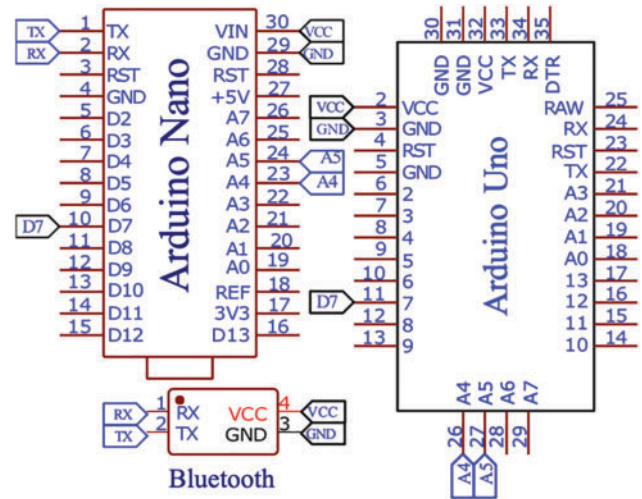 TX 1 TX VIN 30 VCC
RX 2 RX GND 29 GND
3 RST RST 28
4 GND +5V 27
5 D2 A7 26
6 D3 A6 25
7 D4 A5 24 A5
8 D5 A4 23 A4
9 D6 A3 22
D7 10 D7 A2 21
11 D8 A1 20
12 D9 A0 19
13 D10 REF 18
14 D11 3V3 17
15 D12 D13 16
Arduino Nano
RX 1 RX VCC 4 VCC
TX 2 TX GND 3 GND
Bluetooth
30 31 32 33 34 35
GND GND VCC TX RX DTR
VCC 2 VCC RAW 25
GND 3 GND RX 24
4 RST RST 23
5 GND TX 22
6 2 A3 21
7 3 A2 20
8 4 A1 19
9 5 A0 18
10 6 13 17
D7 11 7 12 16
12 8 11 15
13 9 10 14
Arduino Uno
A4 A5 A6 A7
26 27 28 29
A4 A5